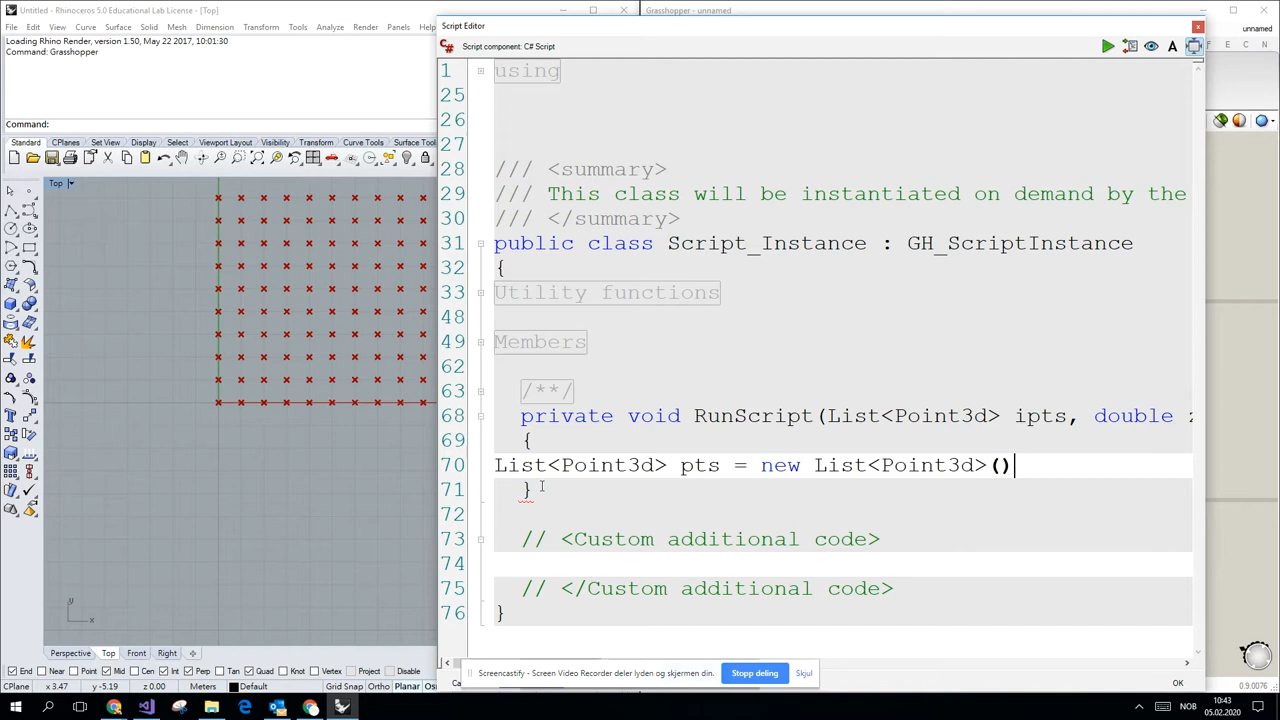 Untitled - Rhinoceros 5.0 Educational Lab License - [Top]
Grasshopper - unnamed
File Edit View Curve Surface Solid Mesh Dimension Transform Tools Analyze Render Panels Help
Loading Rhino Render, version 1.50, May 22 2017, 10:01:30
Command: Grasshopper
Command:
Standard CPlanes Set View Display Select Viewport Layout Visibility Transform Curve Tools Surface Tools
Top
y
x
Perspective Top Front Right
End Near Point Mid Cen Int Perp Tan Quad Knot Vertex Project Disable
CPlane x 3.47 y -5.19 z 0.00 Meters Default Grid Snap Ortho Planar
Script Editor
Script component: C# Script
1 using
25
26
27
28 /// <summary>
29 /// This class will be instantiated on demand by the
30 /// </summary>
31 public class Script_Instance : GH_ScriptInstance
32 {
33 Utility functions
48
49 Members
62
63 /**/
68 private void RunScript(List<Point3d> ipts, double
69 {
70 List<Point3d> pts = new List<Point3d>()
71 }
72
73 // <Custom additional code>
74
75 // </Custom additional code>
76 }
Screencastify - Screen Video Recorder deler lyden og skjermen din.
Stopp deling
Skjul
OK
unnamed
0.9.0076
NOB
10:43
05.02.2020